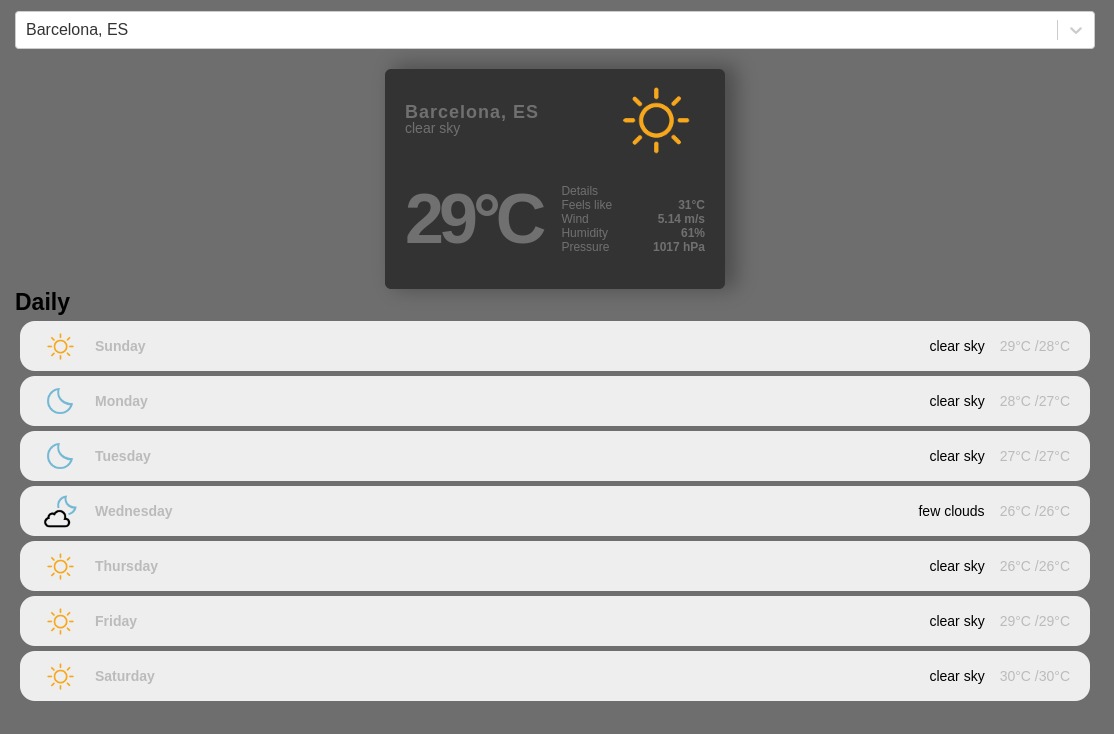 Barcelona, ES
Barcelona, ES
clear sky
29°C
Details
Feels like 31°C
Wind 5.14 m/s
Humidity 61%
Pressure 1017 hPa
Daily
Sunday clear sky 29°C /28°C
Monday clear sky 28°C /27°C
Tuesday clear sky 27°C /27°C
Wednesday few clouds 26°C /26°C
Thursday clear sky 26°C /26°C
Friday clear sky 29°C /29°C
Saturday clear sky 30°C /30°C